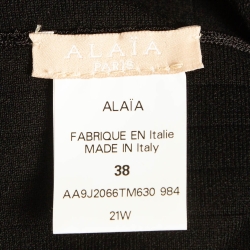 ALAÏA
PARIS
ALAÏA
FABRIQUE EN Italie
MADE IN Italy
38
AA9J2066TM630 984
21W